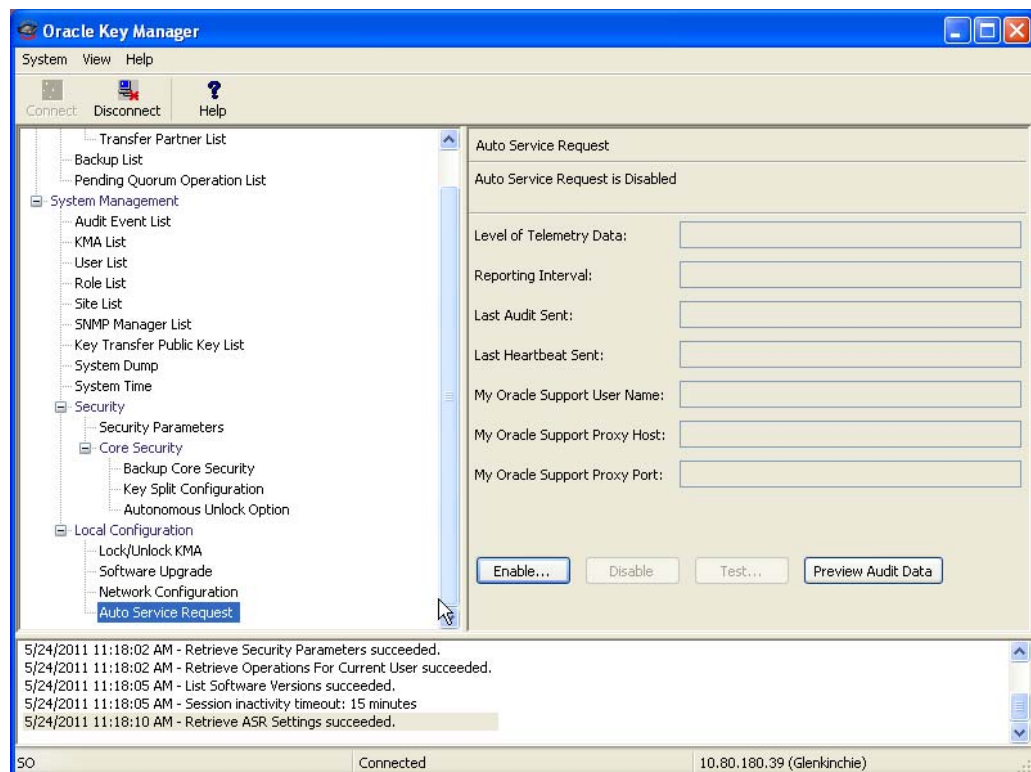 Oracle Key Manager
System View Help
Connect Disconnect Help
Transfer Partner List
Backup List
Pending Quorum Operation List
System Management
Audit Event List
KMA List
User List
Role List
Site List
SNMP Manager List
Key Transfer Public Key List
System Dump
System Time
Security
Security Parameters
Core Security
Backup Core Security
Key Split Configuration
Autonomous Unlock Option
Local Configuration
Lock/Unlock KMA
Software Upgrade
Network Configuration
Auto Service Request
Auto Service Request
Auto Service Request is Disabled
Level of Telemetry Data:
Reporting Interval:
Last Audit Sent:
Last Heartbeat Sent:
My Oracle Support User Name:
My Oracle Support Proxy Host:
My Oracle Support Proxy Port:
Enable... Disable Test... Preview Audit Data
5/24/2011 11:18:02 AM - Retrieve Security Parameters succeeded.
5/24/2011 11:18:02 AM - Retrieve Operations For Current User succeeded.
5/24/2011 11:18:05 AM - List Software Versions succeeded.
5/24/2011 11:18:05 AM - Session inactivity timeout: 15 minutes
5/24/2011 11:18:10 AM - Retrieve ASR Settings succeeded.
SO Connected 10.80.180.39 (Glenkinchie)